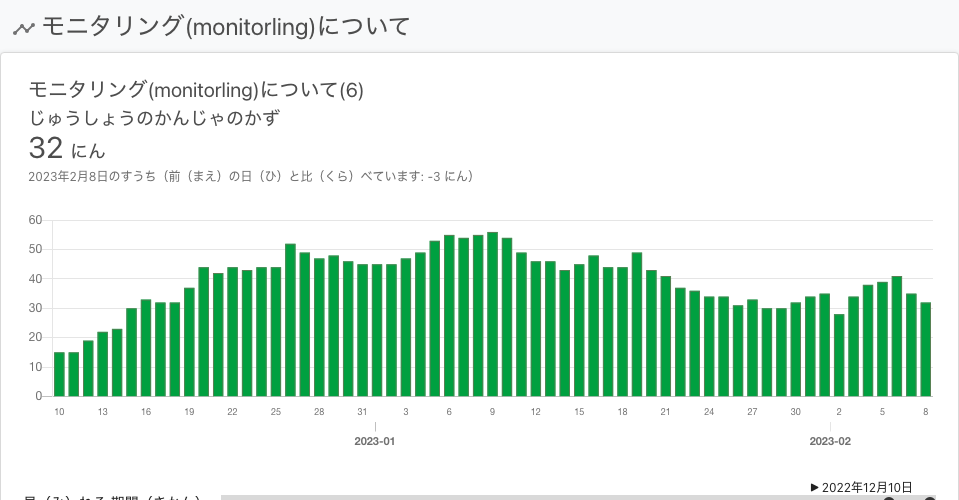 モニタリング(monitorling)について
モニタリング(monitorling)について(6)
じゅうしょうのかんじゃのかず
32 にん
2023年2月8日のすうち（前（まえ）の日（ひ）と比（くら）べています: -3 にん）
60
50
40
30
20
10
0
10 13 16 19 22 25 28 31 3 6 9 12 15 18 21 24 27 30 2 5 8
2023-01 2023-02
▶ 2022年12月10日